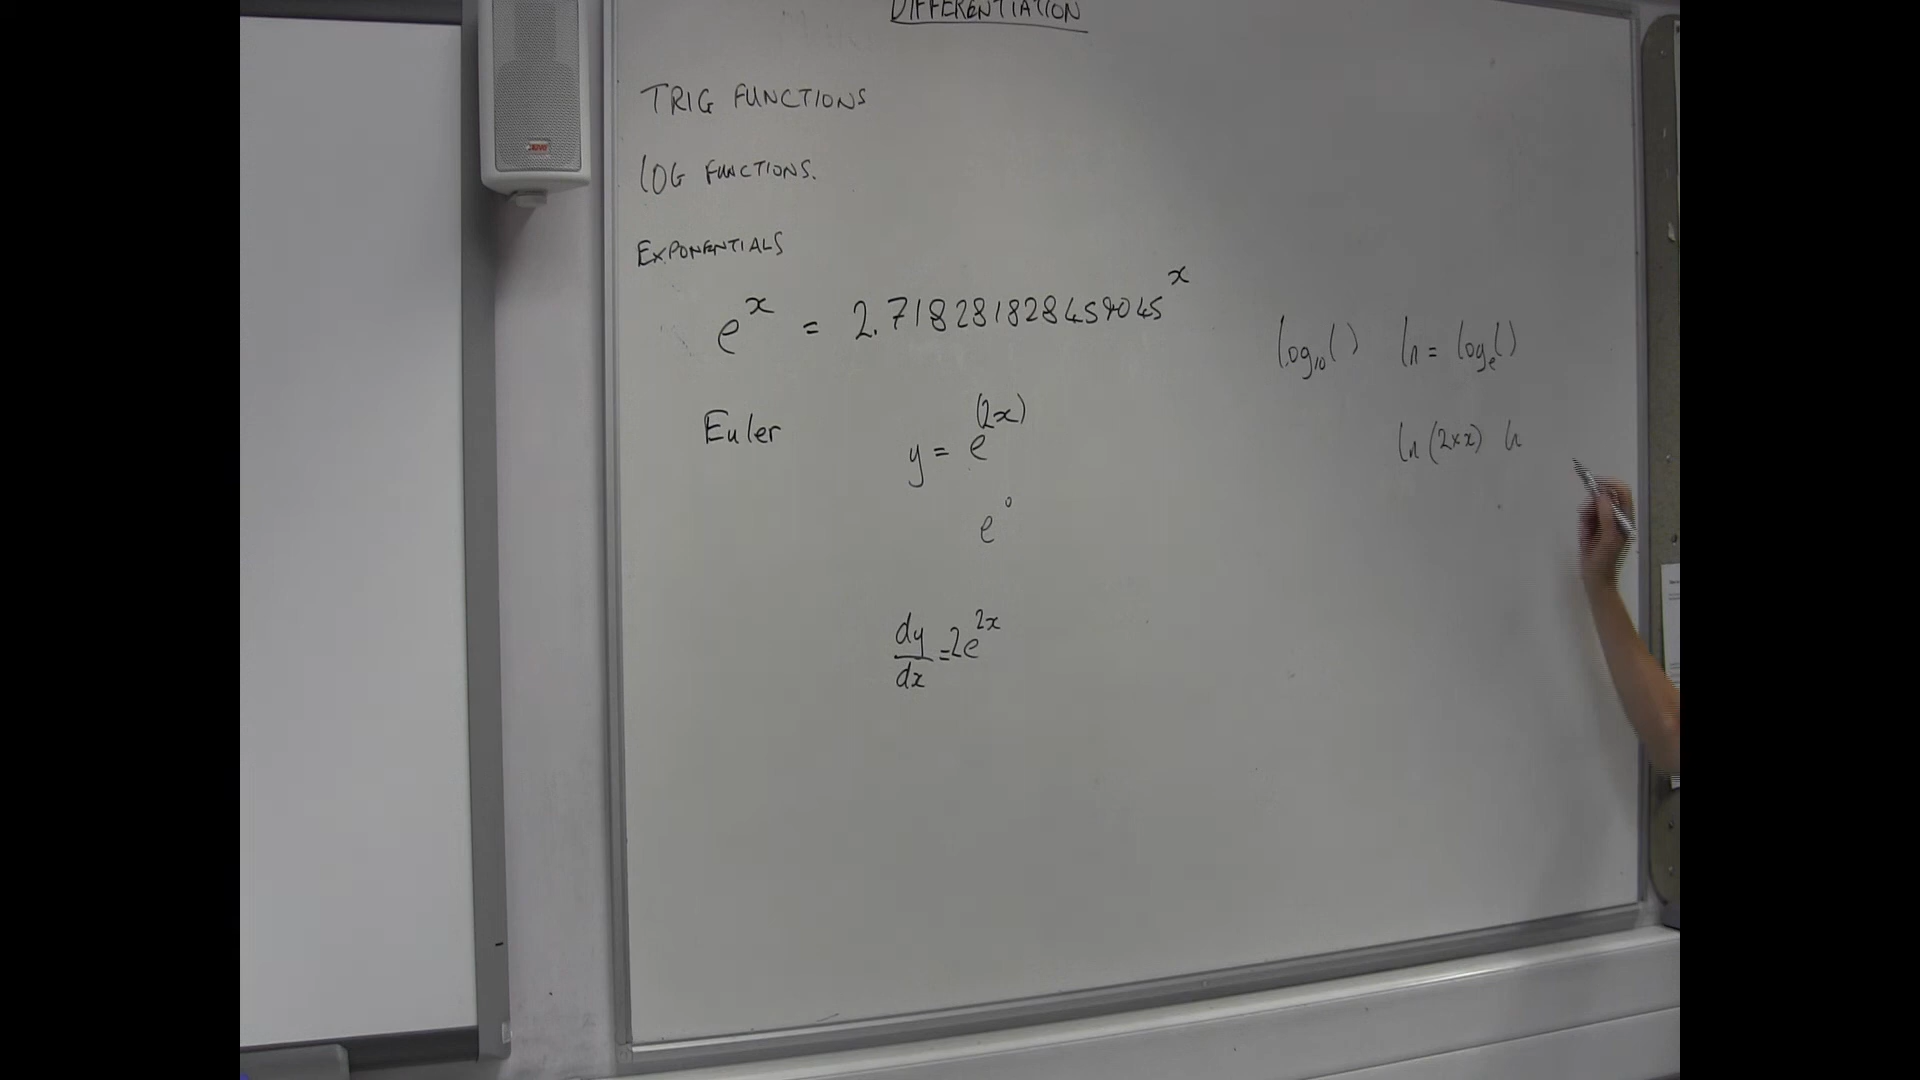 DIFFERENTIATION
TRIG FUNCTIONS
LOG FUNCTIONS.
EXPONENTIALS
e^x = 2.718281828459045^x
log₁₀( ) ln = logₑ( )
Euler
y = e^(2x)
ln (2×x) ln
e^0
dy/dx = 2e^2x